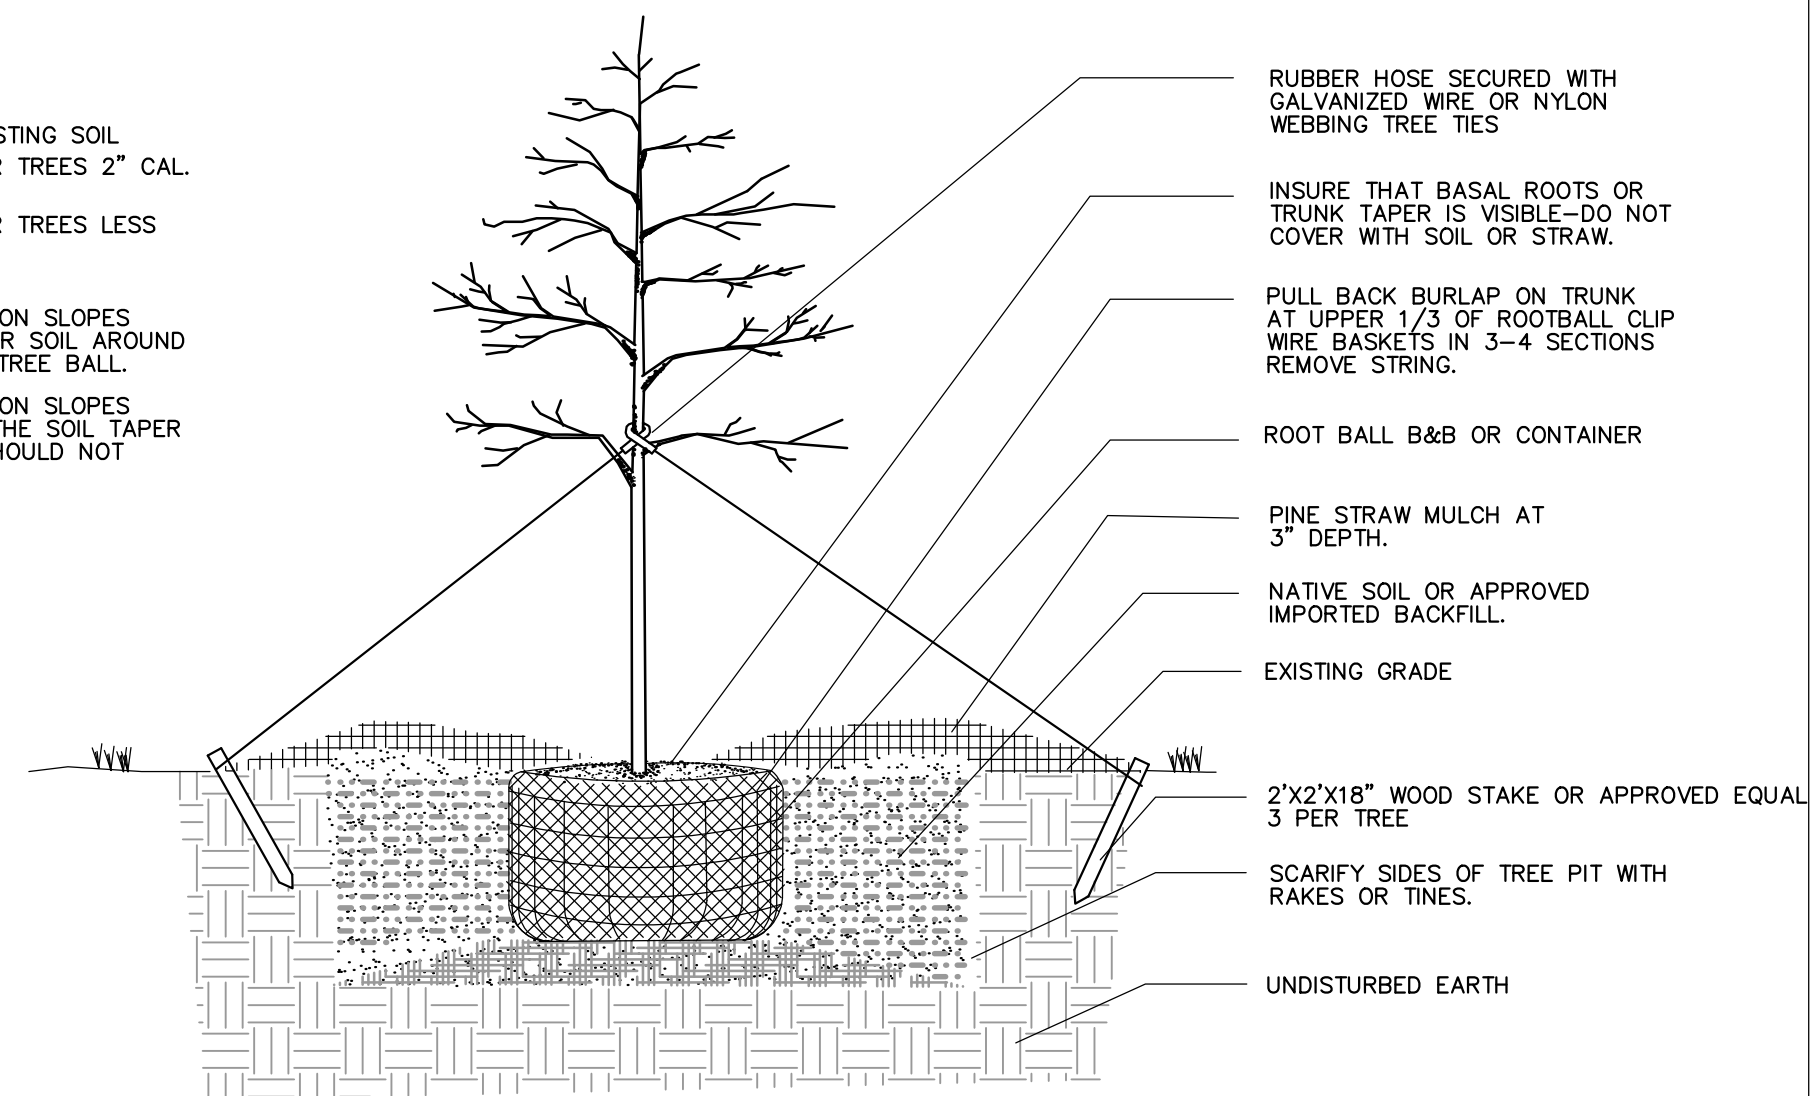 STING SOIL
TREES 2” CAL.
TREES LESS
ON SLOPES
SOIL AROUND
TREE BALL.
ON SLOPES
THE SOIL TAPER
HOULD NOT
RUBBER HOSE SECURED WITH
GALVANIZED WIRE OR NYLON
WEBBING TREE TIES
INSURE THAT BASAL ROOTS OR
TRUNK TAPER IS VISIBLE–DO NOT
COVER WITH SOIL OR STRAW.
PULL BACK BURLAP ON TRUNK
AT UPPER 1/3 OF ROOTBALL CLIP
WIRE BASKETS IN 3–4 SECTIONS
REMOVE STRING.
ROOT BALL B&B OR CONTAINER
PINE STRAW MULCH AT
3” DEPTH.
NATIVE SOIL OR APPROVED
IMPORTED BACKFILL.
EXISTING GRADE
2’X2’X18” WOOD STAKE OR APPROVED EQUAL
3 PER TREE
SCARIFY SIDES OF TREE PIT WITH
RAKES OR TINES.
UNDISTURBED EARTH